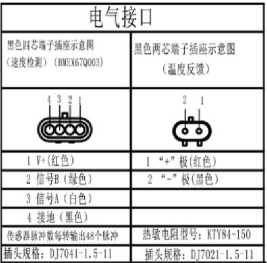 电气接口
黑色四芯端子插座示意图
(速度检测)(HMEX67Q003)
4 3 2 1
1 V+(红色)
2 信号B(绿色)
3 信号A(白色)
4 接地(黑色)
传感器脉冲数每转输出48个脉冲
插头规格: DJ7041-1.5-11
黑色两芯端子插座示意图
(温度反馈)
2 1
1 “+”极(红色)
2 “-”极(黑色)
热敏电阻型号: KTY84-150
插头规格: DJ7021-1.5-11